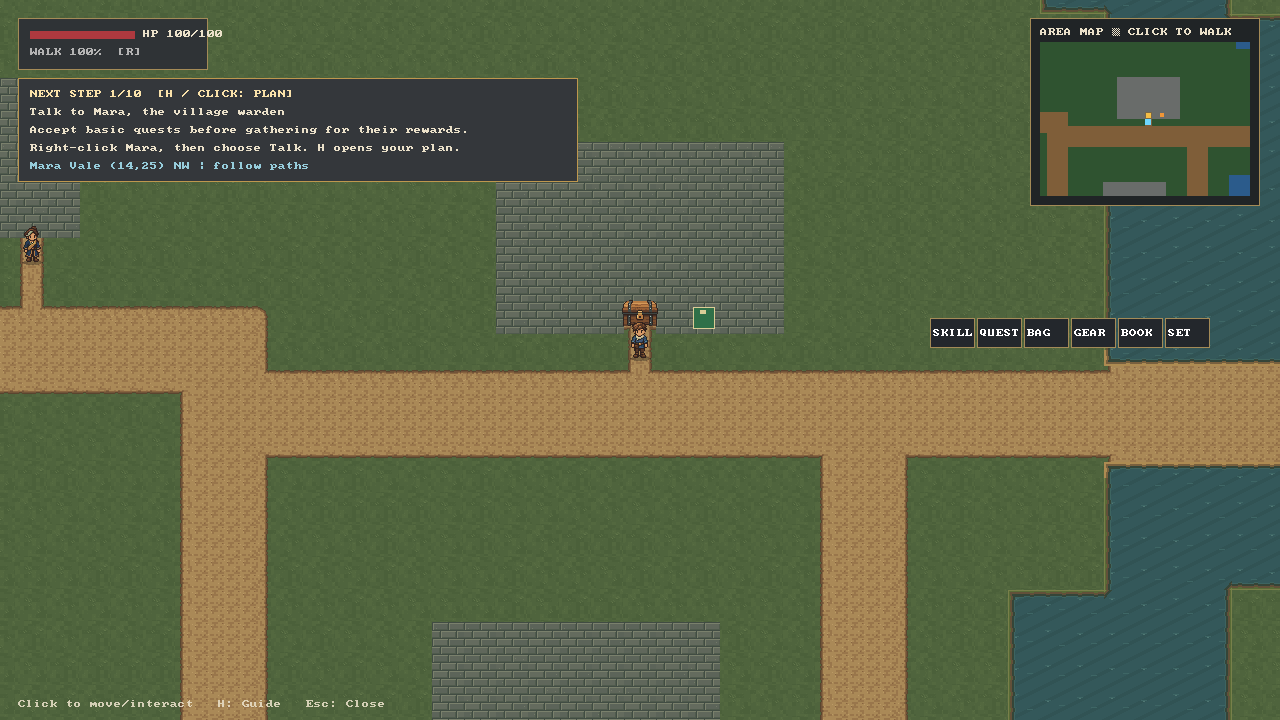 HP 100/100
WALK 100% [R]
NEXT STEP 1/10 [H / CLICK: PLAN]
Talk to Mara, the village warden
Accept basic quests before gathering for their rewards.
Right-click Mara, then choose Talk. H opens your plan.
Mara Vale (14,25) NW ¦ follow paths
AREA MAP ▒ CLICK TO WALK
SKILL QUEST BAG GEAR BOOK SET
Click to move/interact H: Guide Esc: Close